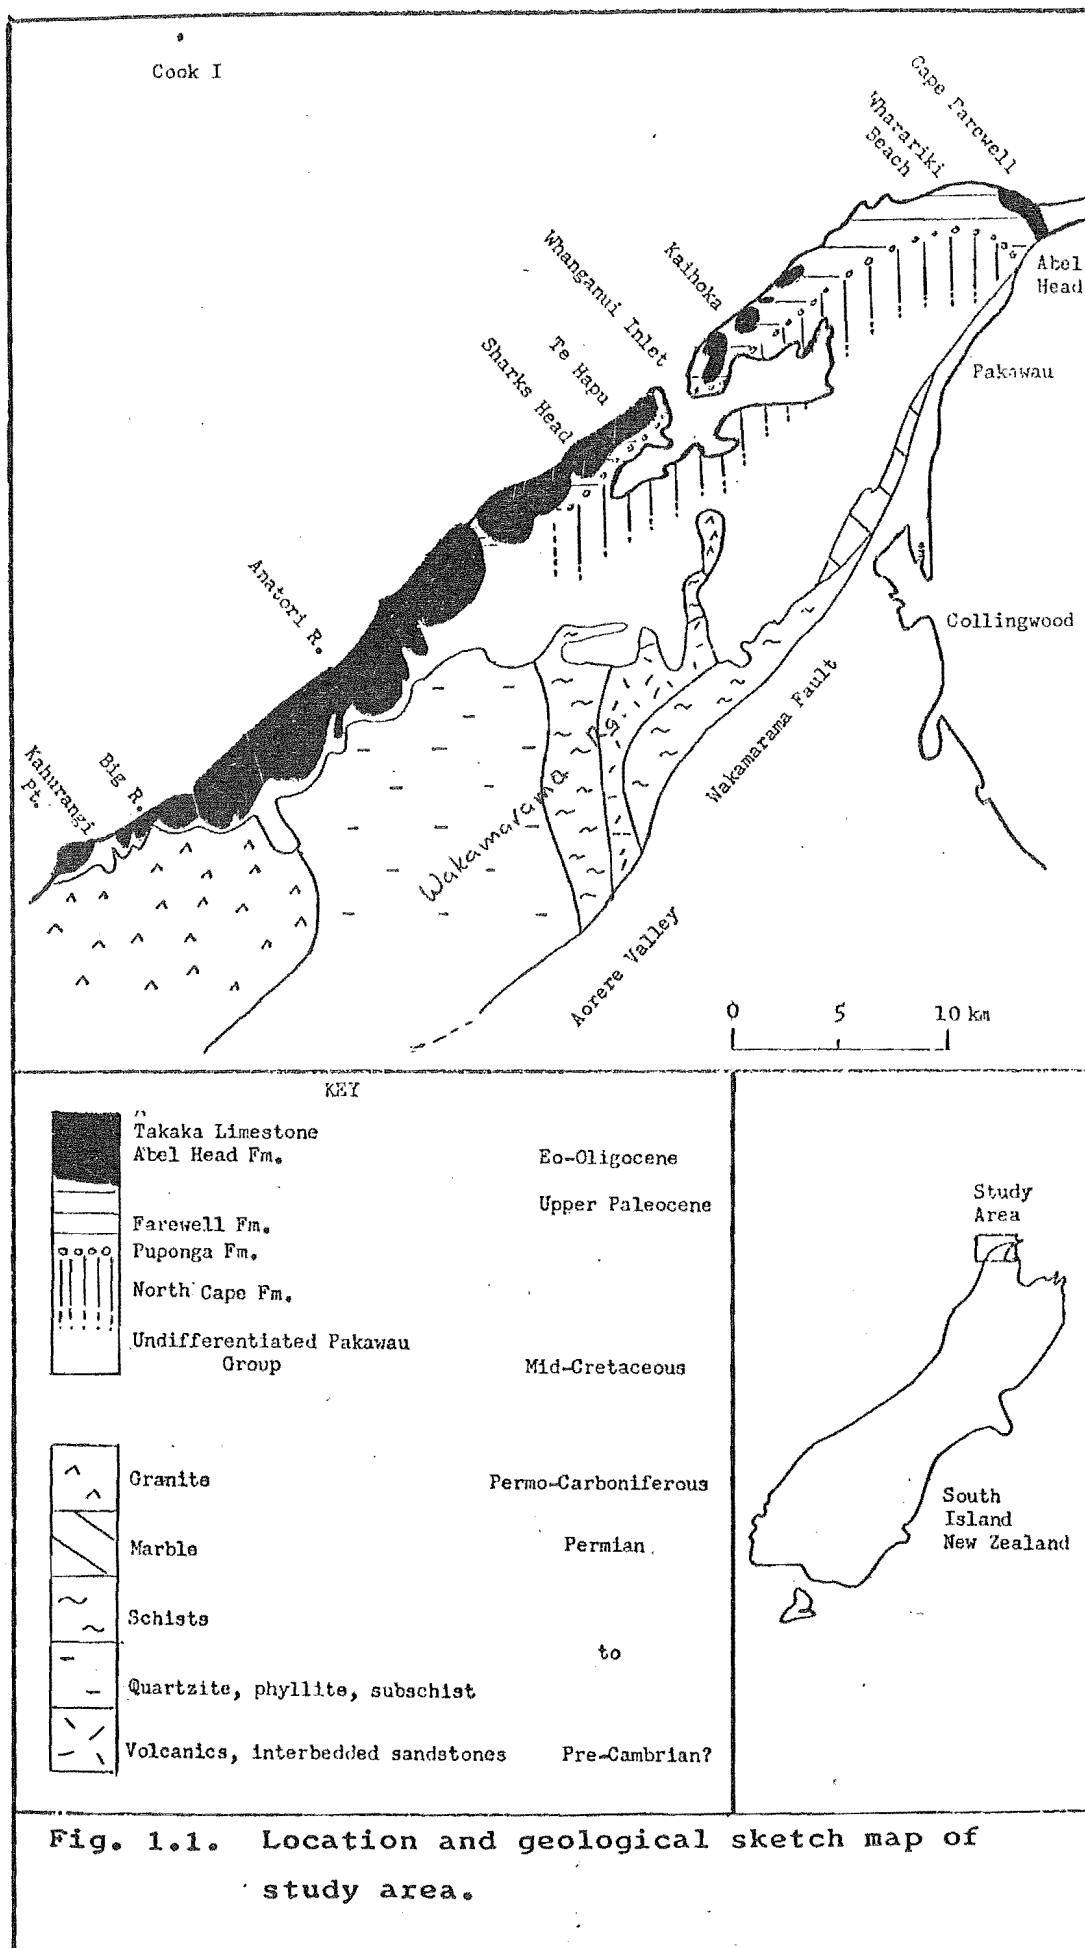 Cook I
Cape Farewell
Wharariki
Beach
Kaihoka
Whanganui Inlet
Te Hapu
Sharks Head
Abel
Head
Pakawau
Anatori R.
Collingwood
Wakamarama Fault
Big R.
Kahurangi
Pt.
Wakamarama Rg.
Aorere Valley
0 5 10 km
KEY
Takaka Limestone
Abel Head Fm.
Eo-Oligocene
Upper Paleocene
Farewell Fm.
Puponga Fm.
North Cape Fm.
Undifferentiated Pakawau
Group
Mid-Cretaceous
Granite
Permo-Carboniferous
Marble
Permian
Schists
to
Quartzite, phyllite, subschist
Volcanics, interbedded sandstones
Pre-Cambrian?
Study
Area
South
Island
New Zealand
Fig. 1.1. Location and geological sketch map of
study area.